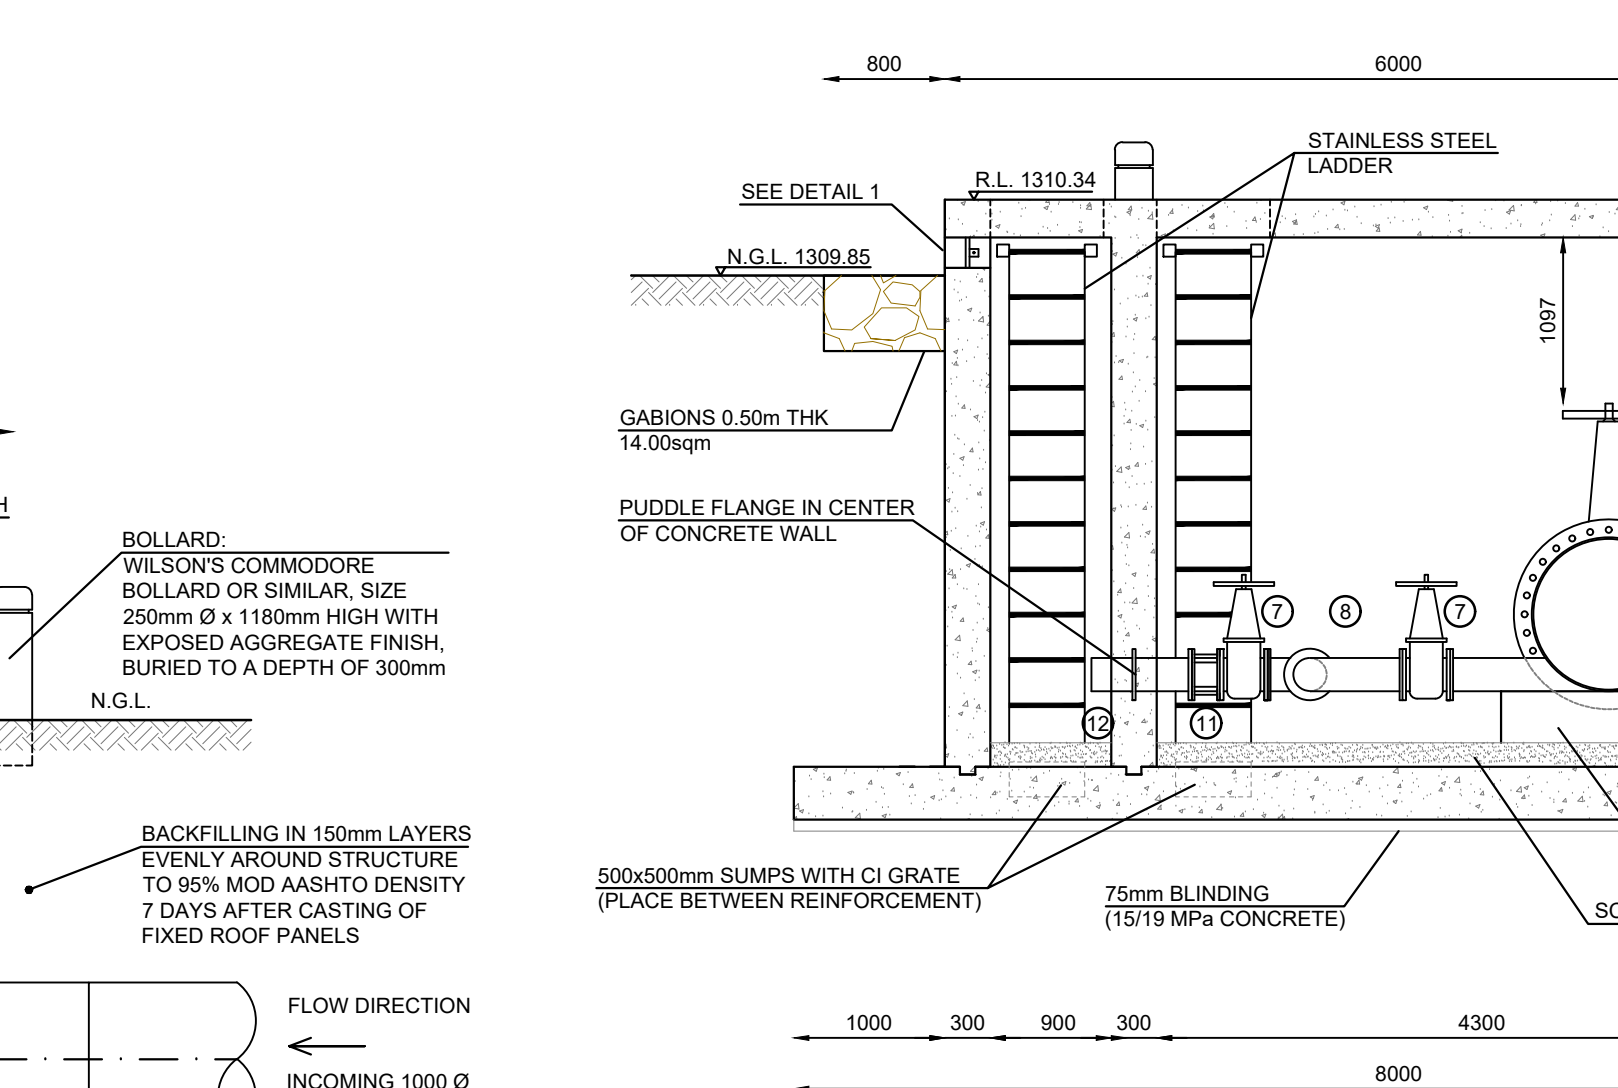 800
6000
STAINLESS STEEL
LADDER
R.L. 1310.34
SEE DETAIL 1
N.G.L. 1309.85
1097
GABIONS 0.50m THK
14.00sqm
PUDDLE FLANGE IN CENTER
OF CONCRETE WALL
BOLLARD:
WILSON'S COMMODORE
BOLLARD OR SIMILAR, SIZE
250mm Ø x 1180mm HIGH WITH
EXPOSED AGGREGATE FINISH,
BURIED TO A DEPTH OF 300mm
N.G.L.
7
8
7
12
11
BACKFILLING IN 150mm LAYERS
EVENLY AROUND STRUCTURE
TO 95% MOD AASHTO DENSITY
7 DAYS AFTER CASTING OF
FIXED ROOF PANELS
500x500mm SUMPS WITH CI GRATE
(PLACE BETWEEN REINFORCEMENT)
75mm BLINDING
(15/19 MPa CONCRETE)
FLOW DIRECTION
INCOMING 1000 Ø
1000
300
900
300
4300
8000